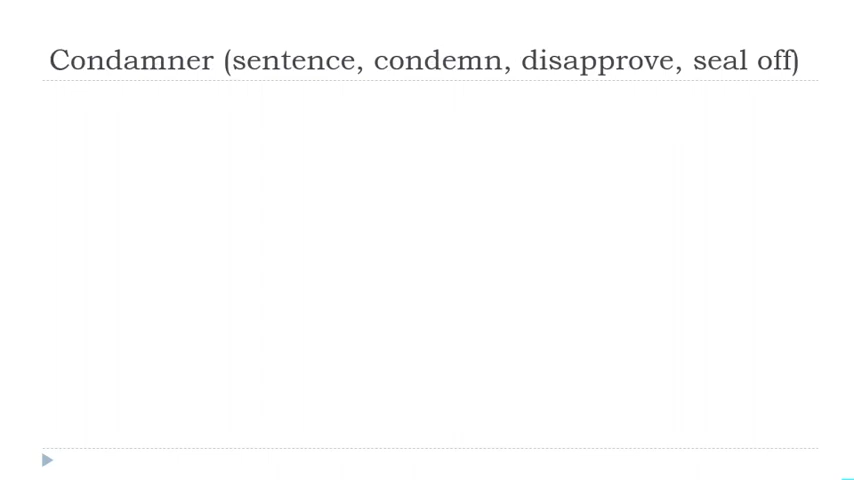 Condamner (sentence, condemn, disapprove, seal off)